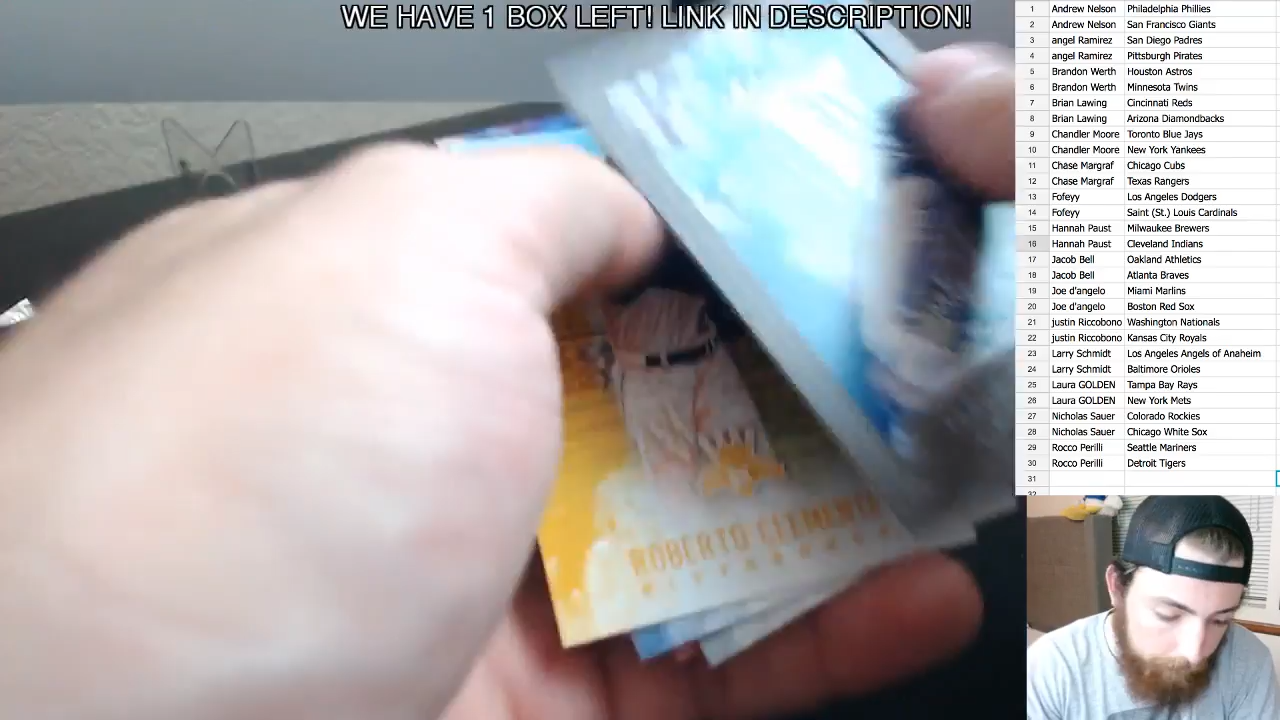 WE HAVE 1 BOX LEFT! LINK IN DESCRIPTION!
1 Andrew Nelson Philadelphia Phillies
2 Andrew Nelson San Francisco Giants
3 angel Ramirez San Diego Padres
4 angel Ramirez Pittsburgh Pirates
5 Brandon Werth Houston Astros
6 Brandon Werth Minnesota Twins
7 Brian Lawing Cincinnati Reds
8 Brian Lawing Arizona Diamondbacks
9 Chandler Moore Toronto Blue Jays
10 Chandler Moore New York Yankees
11 Chase Margraf Chicago Cubs
12 Chase Margraf Texas Rangers
13 Fofeyy Los Angeles Dodgers
14 Fofeyy Saint (St.) Louis Cardinals
15 Hannah Paust Milwaukee Brewers
16 Hannah Paust Cleveland Indians
17 Jacob Bell Oakland Athletics
18 Jacob Bell Atlanta Braves
19 Joe d'angelo Miami Marlins
20 Joe d'angelo Boston Red Sox
21 justin Riccobono Washington Nationals
22 justin Riccobono Kansas City Royals
23 Larry Schmidt Los Angeles Angels of Anaheim
24 Larry Schmidt Baltimore Orioles
25 Laura GOLDEN Tampa Bay Rays
26 Laura GOLDEN New York Mets
27 Nicholas Sauer Colorado Rockies
28 Nicholas Sauer Chicago White Sox
29 Rocco Perilli Seattle Mariners
30 Rocco Perilli Detroit Tigers
31
ROBERTO CLEMENTE